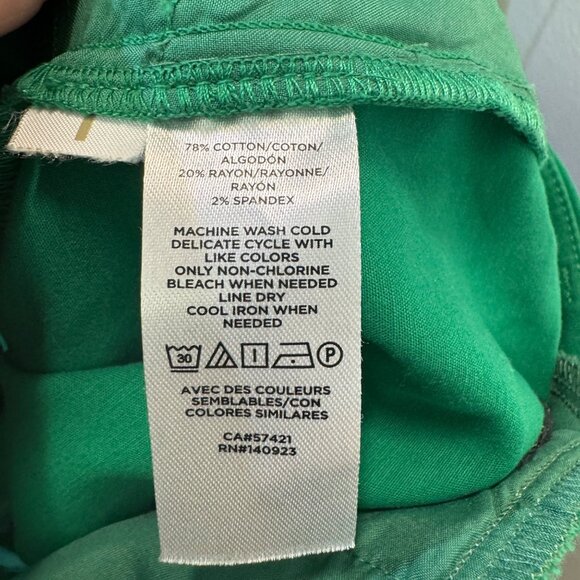 78% COTTON/COTON/
ALGODÓN
20% RAYON/RAYONNE/
RAYÓN
2% SPANDEX
MACHINE WASH COLD
DELICATE CYCLE WITH
LIKE COLORS
ONLY NON-CHLORINE
BLEACH WHEN NEEDED
LINE DRY
COOL IRON WHEN
NEEDED
30 P
AVEC DES COULEURS
SEMBLABLES/CON
COLORES SIMILARES
CA#57421
RN#140923